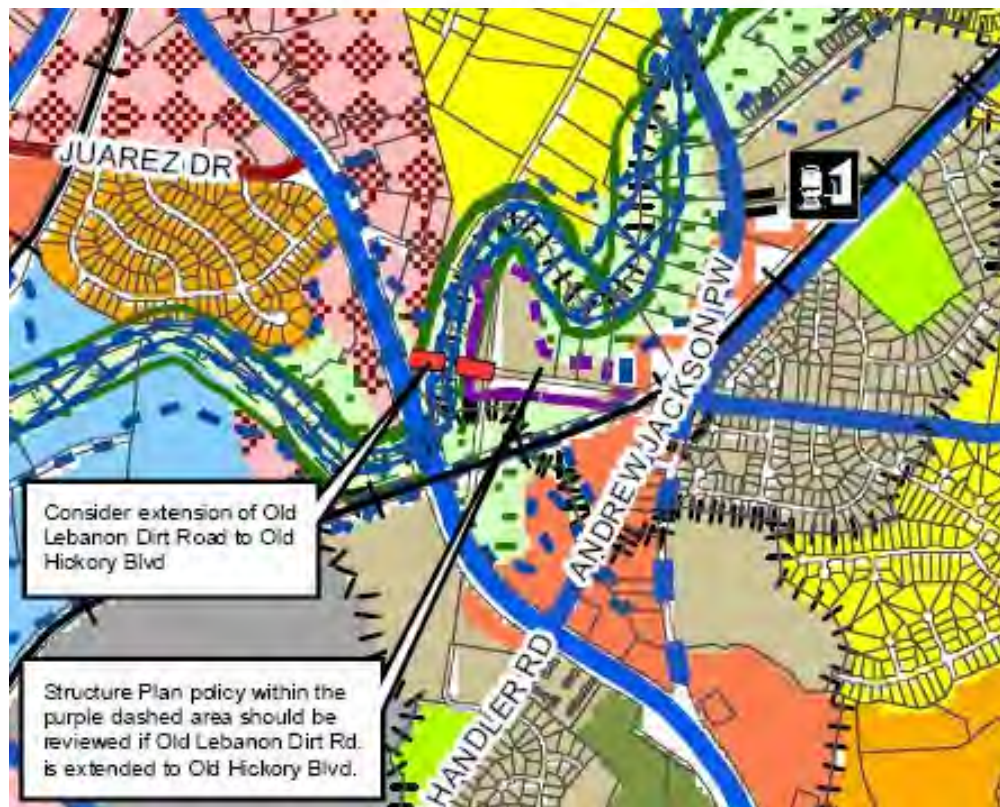 JUAREZ DR
ANDREW JACKSON PW
Consider extension of Old
Lebanon Dirt Road to Old
Hickory Blvd
Structure Plan policy within the
purple dashed area should be
reviewed if Old Lebanon Dirt Rd.
is extended to Old Hickory Blvd.
HANDLER RD